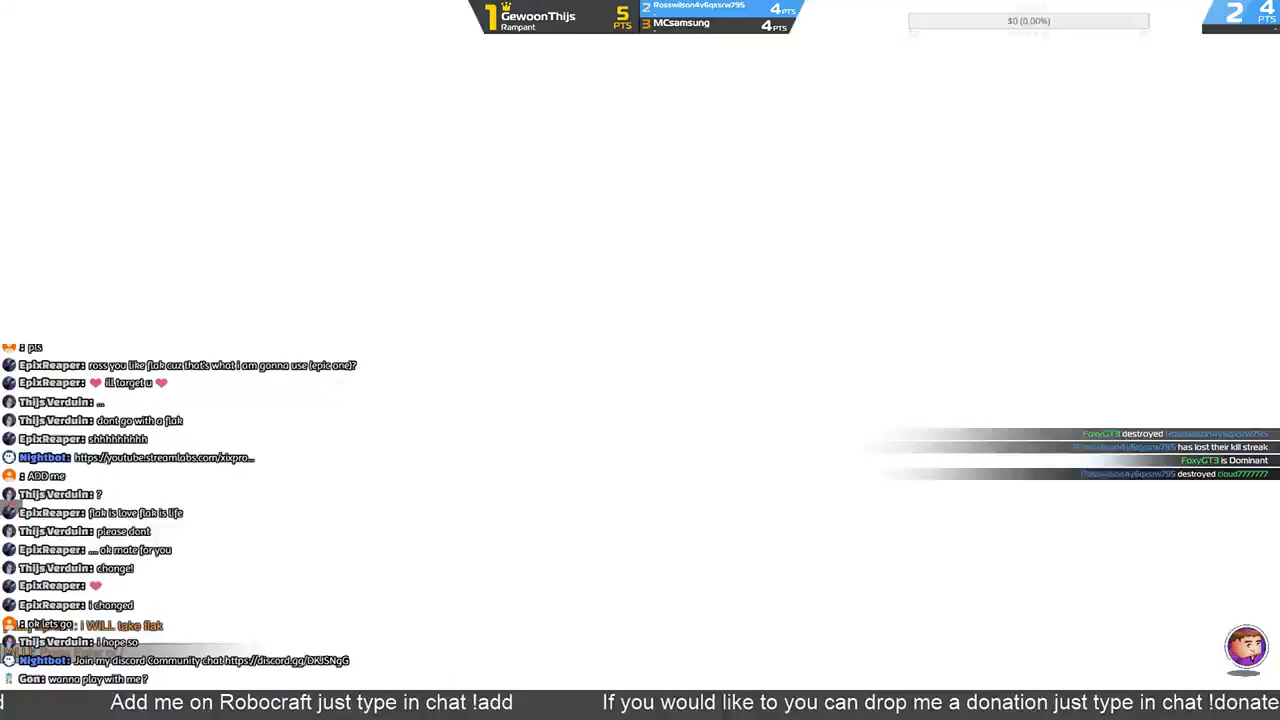 1 GewoonThijs 5 PTS
Rampant
2 Rosswilson4y6qxsrw795 4PTS
3 MCsamsung 4PTS
$0 (0.00%)
2 4 PTS
: pls
EpixReaper: ross you like flak cuz that's what i am gonna use (epic one)?
EpixReaper: ❤ ill target u ❤
Thijs Verduin: ...
Thijs Verduin: dont go with a flak
EpixReaper: shhhhhhhhh
Nightbot: https://youtube.streamlabs.com/xixpro...
: ADD me
Thijs Verduin: ?
EpixReaper: flak is love flak is life
Thijs Verduin: please dont
EpixReaper: .... ok mate for you
Thijs Verduin: change!
EpixReaper: ❤
EpixReaper: i changed
: ok lets go
: i WILL take flak
Thijs Verduin: i hope so
Nightbot: Join my discord Community chat https://discord.gg/DKJSNgG
Gon: wanna play with me ?
FoxyGT3 destroyed Rosswilson4y6qxsrw795
Rosswilson4y6qxsrw795 has lost their kill streak
FoxyGT3 is Dominant
Rosswilson4y6qxsrw795 destroyed cloud7777777
d Add me on Robocraft just type in chat !add If you would like to you can drop me a donation just type in chat !donate